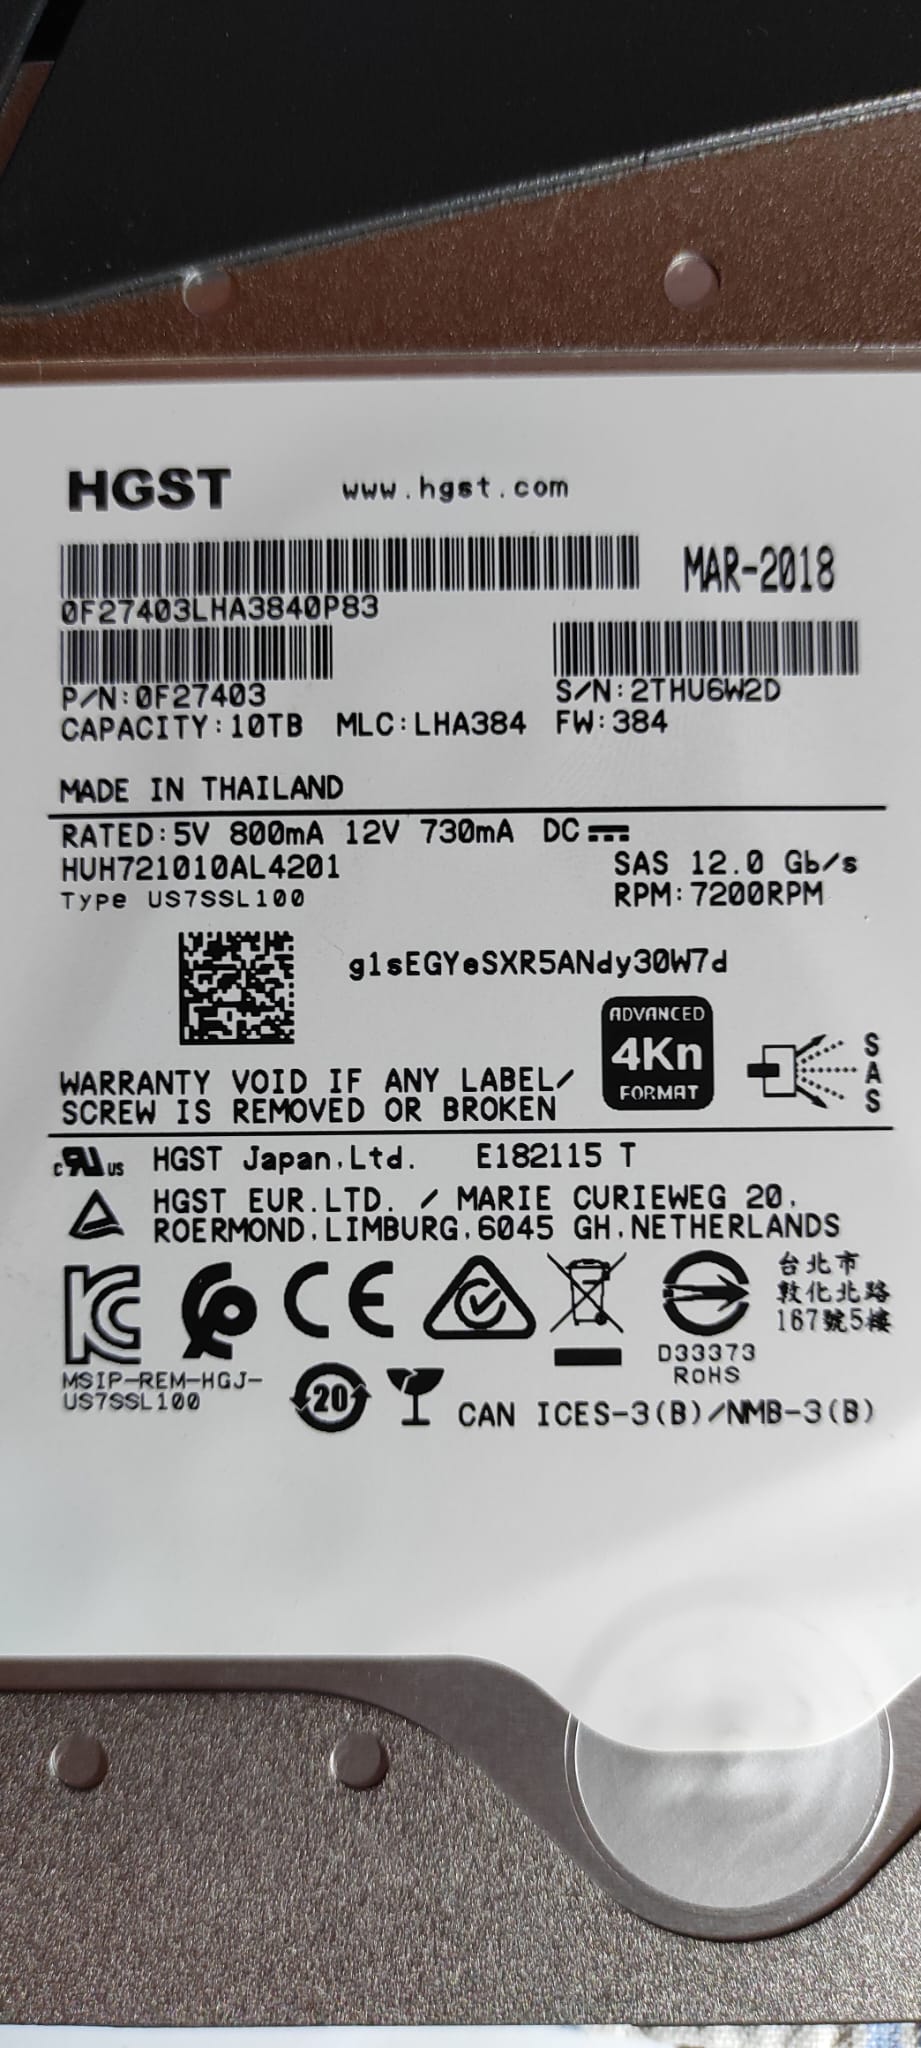 HGST www.hgst.com
MAR-2018
0F27403LHA3840P83
P/N:0F27403 S/N:2THU6W2D
CAPACITY:10TB MLC:LHA384 FW:384
MADE IN THAILAND
RATED:5V 800mA 12V 730mA DC
HUH721010AL4201 SAS 12.0 Gb/s
Type US7SSL100 RPM:7200RPM
g1sEGYeSXR5ANdy30W7d
ADVANCED
4Kn
FORMAT
SAS
WARRANTY VOID IF ANY LABEL/
SCREW IS REMOVED OR BROKEN
c RU US HGST Japan,Ltd. E182115 T
HGST EUR.LTD. / MARIE CURIEWEG 20,
ROERMOND,LIMBURG,6045 GH,NETHERLANDS
CE
台北市
敦化北路
167號5樓
D33373
ROHS
MSIP-REM-HGJ-
US7SSL100
20
CAN ICES-3(B)/NMB-3(B)